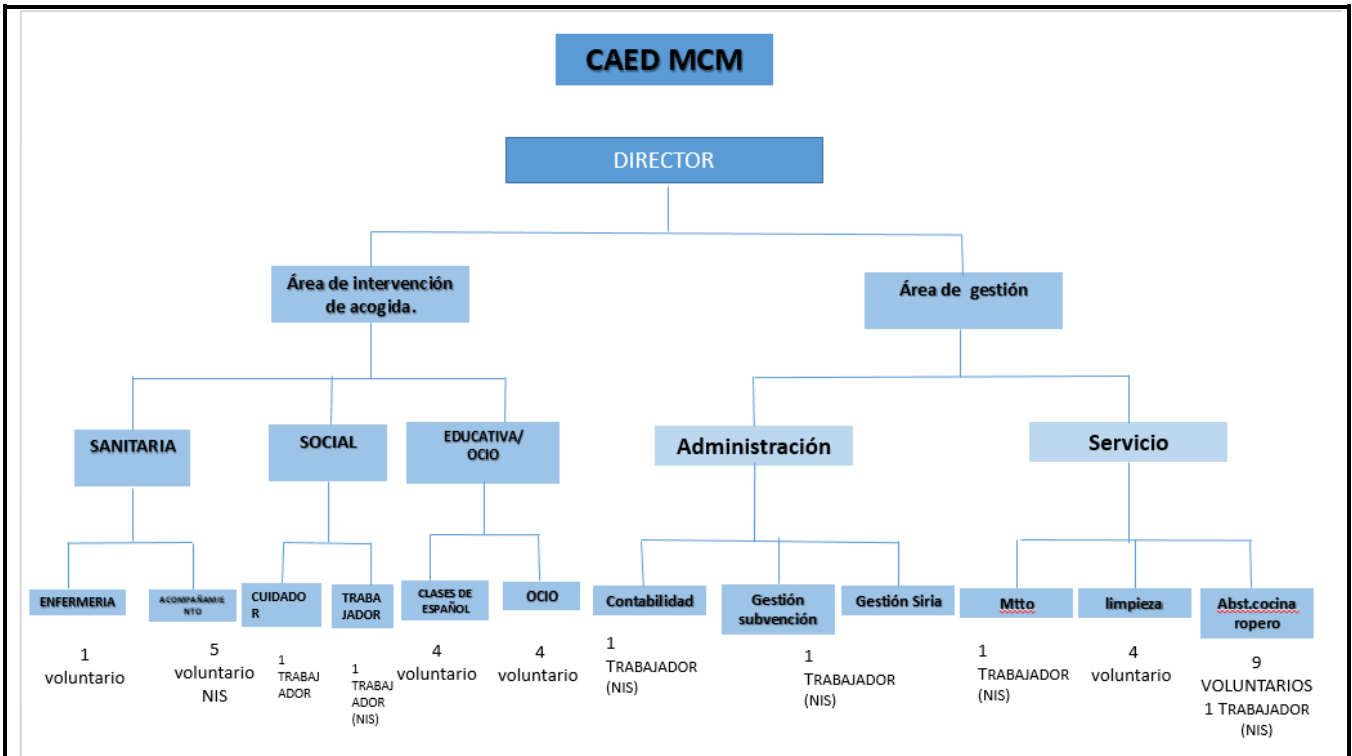 CAED MCM
DIRECTOR
Área de intervención
de acogida.
Área de gestión
SANITARIA
SOCIAL
EDUCATIVA/
OCIO
Administración
Servicio
ENFERMERIA
ACOMPAÑAMIE
NTO
CUIDADO
R
TRABA
JADOR
CLASES DE
ESPAÑOL
OCIO
Contabilidad
Gestión
subvención
Gestión Siria
Mtto
limpieza
Abst.cocina
ropero
1
voluntario
5
voluntario
NIS
1
TRABAJ
ADOR
1
TRABAJ
ADOR
(NIS)
4
voluntario
4
voluntario
1
TRABAJADOR
(NIS)
1
TRABAJADOR
(NIS)
1
TRABAJADOR
(NIS)
4
voluntario
9
VOLUNTARIOS
1 TRABAJADOR
(NIS)